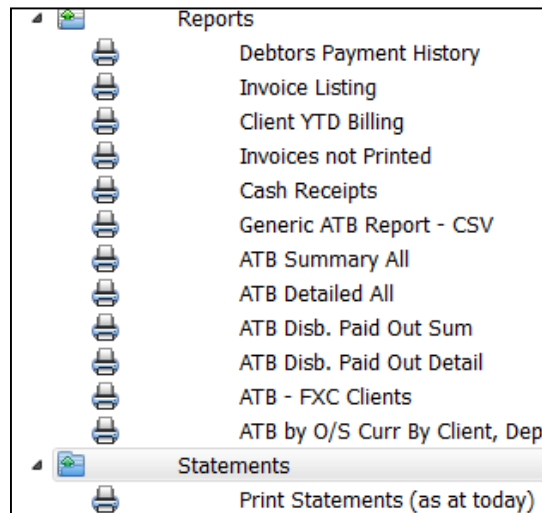 Reports
Debtors Payment History
Invoice Listing
Client YTD Billing
Invoices not Printed
Cash Receipts
Generic ATB Report - CSV
ATB Summary All
ATB Detailed All
ATB Disb. Paid Out Sum
ATB Disb. Paid Out Detail
ATB - FXC Clients
ATB by O/S Curr By Client, Dep
Statements
Print Statements (as at today)